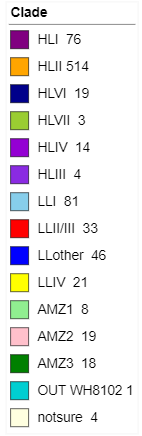 Clade
HLI 76
HLII 514
HLVI 19
HLVII 3
HLIV 14
HLIII 4
LLI 81
LLII/III 33
LLother 46
LLIV 21
AMZ1 8
AMZ2 19
AMZ3 18
OUT WH8102 1
notsure 4